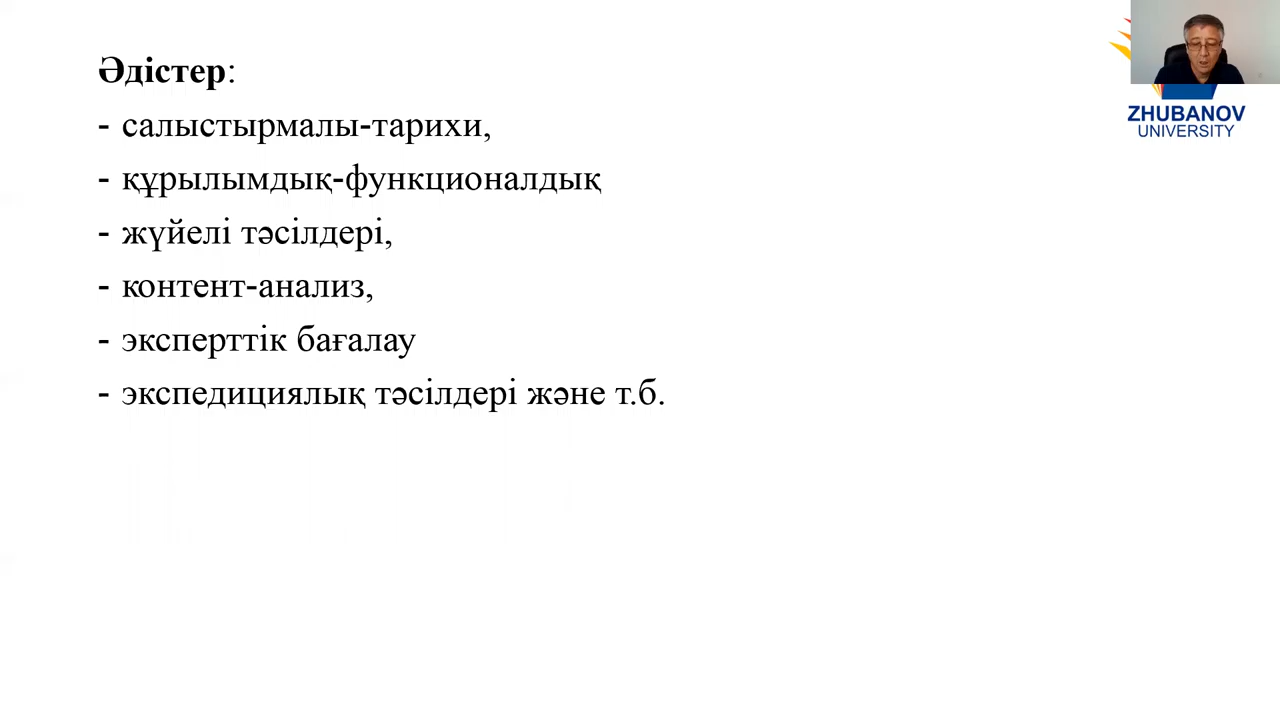 Әдістер:
- салыстырмалы-тарихи,
- құрылымдық-функционалдық
- жүйелі тәсілдері,
- контент-анализ,
- эксперттік бағалау
- экспедициялық тәсілдері және т.б.
ZHUBANOV
UNIVERSITY